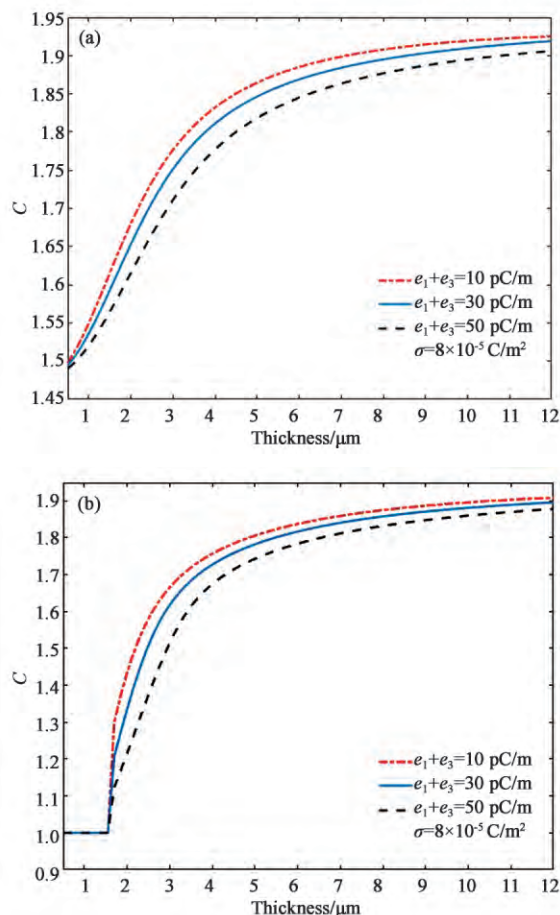 1.95
(a)
1.90
1.85
1.80
1.75
C
1.70
1.65
1.60
1.55
1.50
1.45
e₁+e₃=10 pC/m
e₁+e₃=30 pC/m
e₁+e₃=50 pC/m
σ=8×10⁻⁵ C/m²
1 2 3 4 5 6 7 8 9 10 11 12
Thickness/μm
(b)
1.9
1.8
1.7
1.6
1.5
C
1.4
1.3
1.2
1.1
1.0
0.9
e₁+e₃=10 pC/m
e₁+e₃=30 pC/m
e₁+e₃=50 pC/m
σ=8×10⁻⁵ C/m²
1 2 3 4 5 6 7 8 9 10 11 12
Thickness/μm